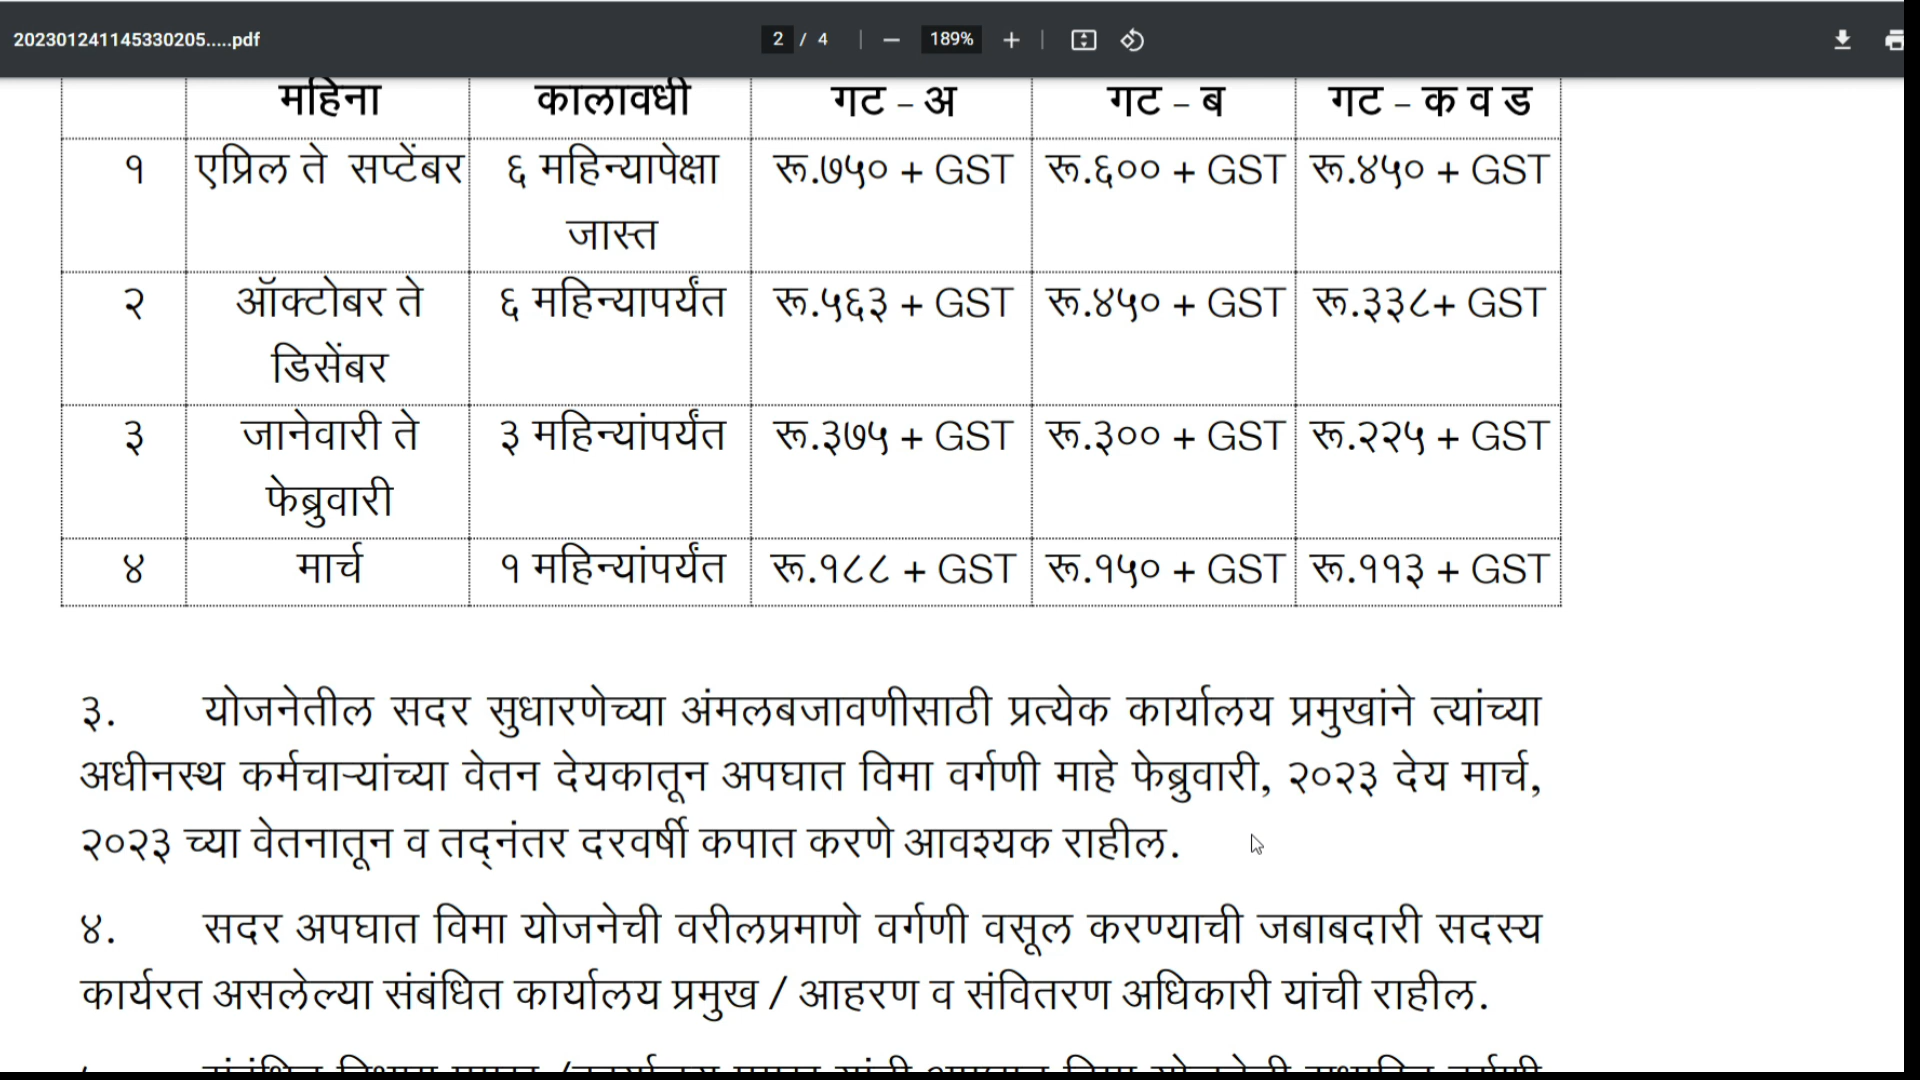 202301241145330205.....pdf
2 / 4 | − 189% + |
महिना कालावधी गट - अ गट - ब गट - क व ड
१ एप्रिल ते सप्टेंबर ६ महिन्यापेक्षा रू.७५० + GST रू.६०० + GST रू.४५० + GST
जास्त
२ ऑक्टोबर ते ६ महिन्यापर्यंत रू.५६३ + GST रू.४५० + GST रू.३३८+ GST
डिसेंबर
३ जानेवारी ते ३ महिन्यांपर्यंत रू.३७५ + GST रू.३०० + GST रू.२२५ + GST
फेब्रुवारी
४ मार्च १ महिन्यांपर्यंत रू.१८८ + GST रू.१५० + GST रू.११३ + GST
३. योजनेतील सदर सुधारणेच्या अंमलबजावणीसाठी प्रत्येक कार्यालय प्रमुखांने त्यांच्या
अधीनस्थ कर्मचाऱ्यांच्या वेतन देयकातून अपघात विमा वर्गणी माहे फेब्रुवारी, २०२३ देय मार्च,
२०२३ च्या वेतनातून व तद्नंतर दरवर्षी कपात करणे आवश्यक राहील.
४. सदर अपघात विमा योजनेची वरीलप्रमाणे वर्गणी वसूल करण्याची जबाबदारी सदस्य
कार्यरत असलेल्या संबंधित कार्यालय प्रमुख / आहरण व संवितरण अधिकारी यांची राहील.